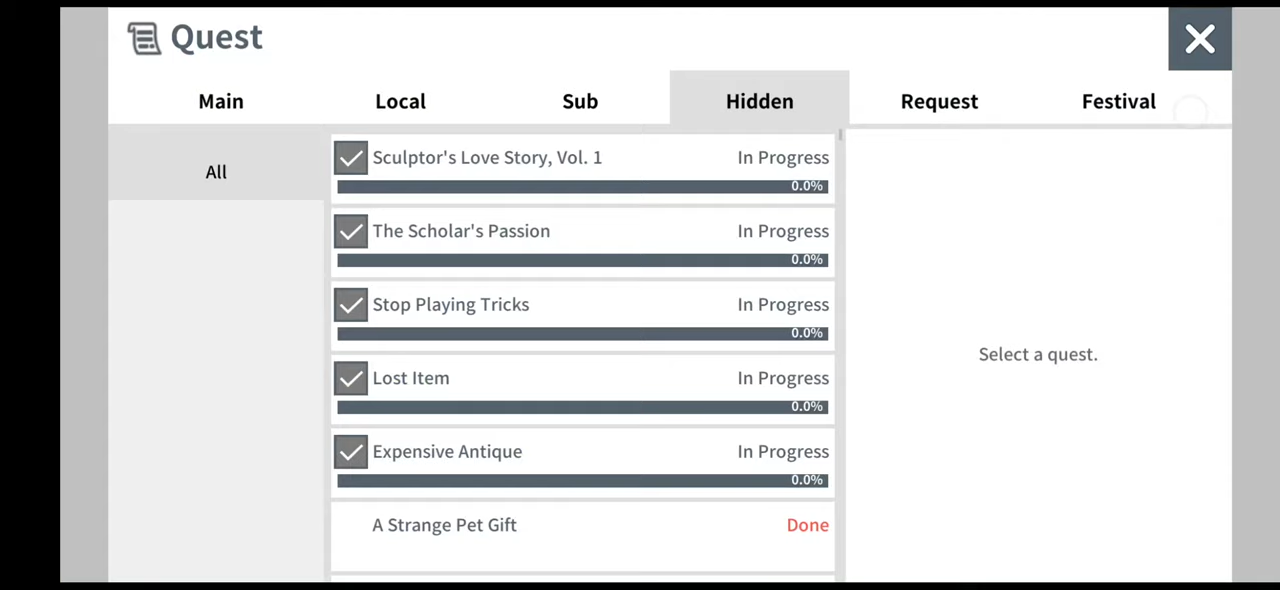 Quest
Main Local Sub Hidden Request Festival
All
Sculptor's Love Story, Vol. 1 In Progress
0.0%
The Scholar's Passion In Progress
0.0%
Stop Playing Tricks In Progress
0.0%
Lost Item In Progress
0.0%
Expensive Antique In Progress
0.0%
A Strange Pet Gift Done
Select a quest.